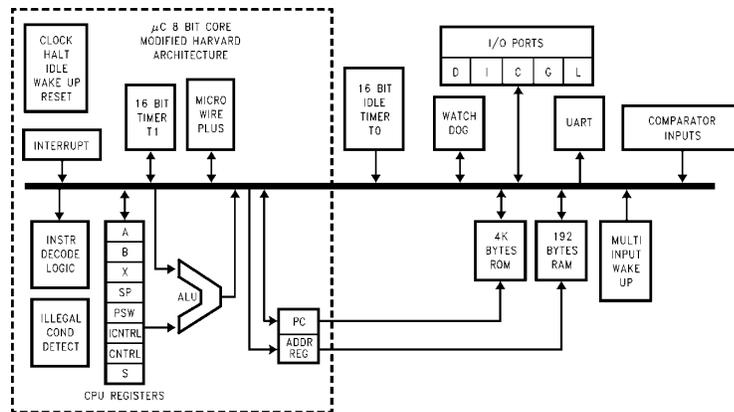 CLOCK
HALT
IDLE
WAKE UP
RESET
μC 8 BIT CORE
MODIFIED HARVARD
ARCHITECTURE
I/O PORTS
D I C G L
16 BIT
TIMER
T1
MICRO
WIRE
PLUS
16 BIT
IDLE
TIMER
T0
WATCH
DOG
UART
COMPARATOR
INPUTS
INTERRUPT
INSTR
DECODE
LOGIC
ILLEGAL
COND
DETECT
A
B
X
SP
PSW
ICNTRL
CNTRL
S
CPU REGISTERS
ALU
PC
ADDR
REG
4K
BYTES
ROM
192
BYTES
RAM
MULTI
INPUT
WAKE
UP